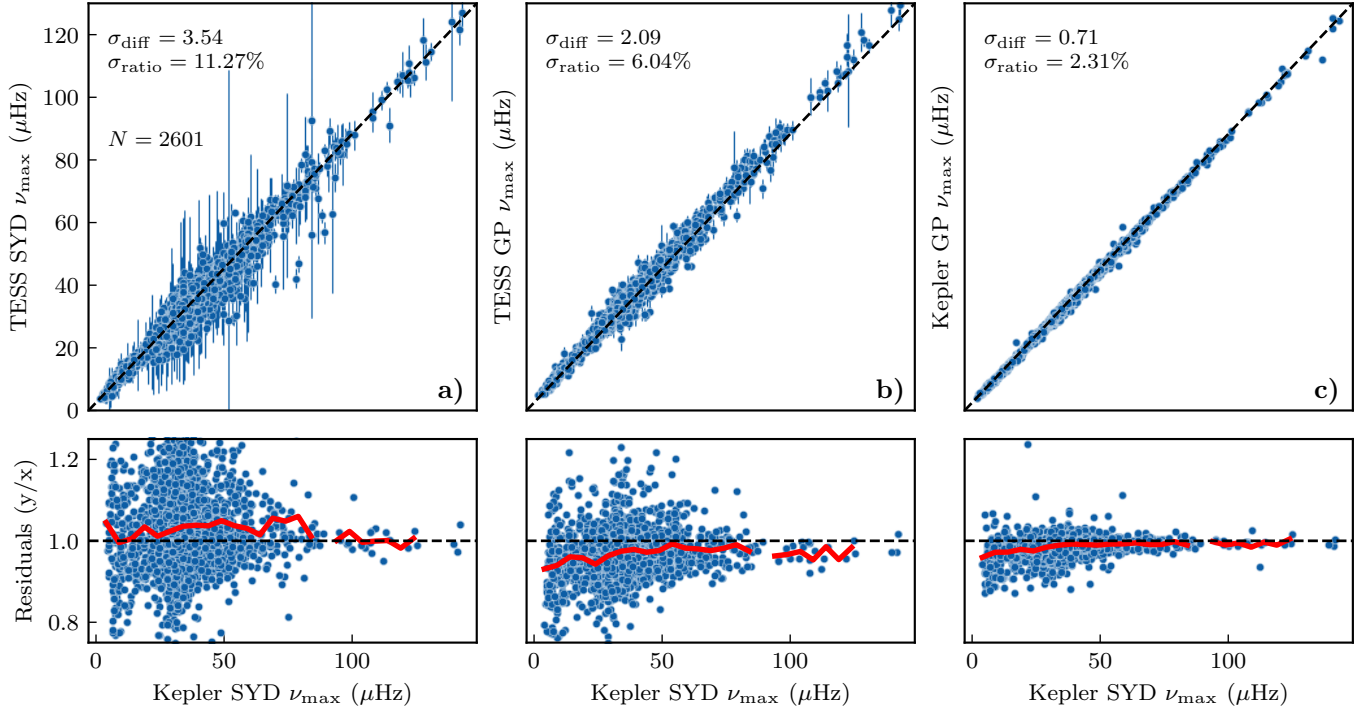 σdiff = 3.54
σratio = 11.27%
N = 2601
a)
TESS SYD νmax (μHz)
0
20
40
60
80
100
120
σdiff = 2.09
σratio = 6.04%
b)
TESS GP νmax (μHz)
σdiff = 0.71
σratio = 2.31%
c)
Kepler GP νmax (μHz)
Residuals (y/x)
1.2
1.0
0.8
0 50 100
0 50 100
0 50 100
Kepler SYD νmax (μHz)
Kepler SYD νmax (μHz)
Kepler SYD νmax (μHz)